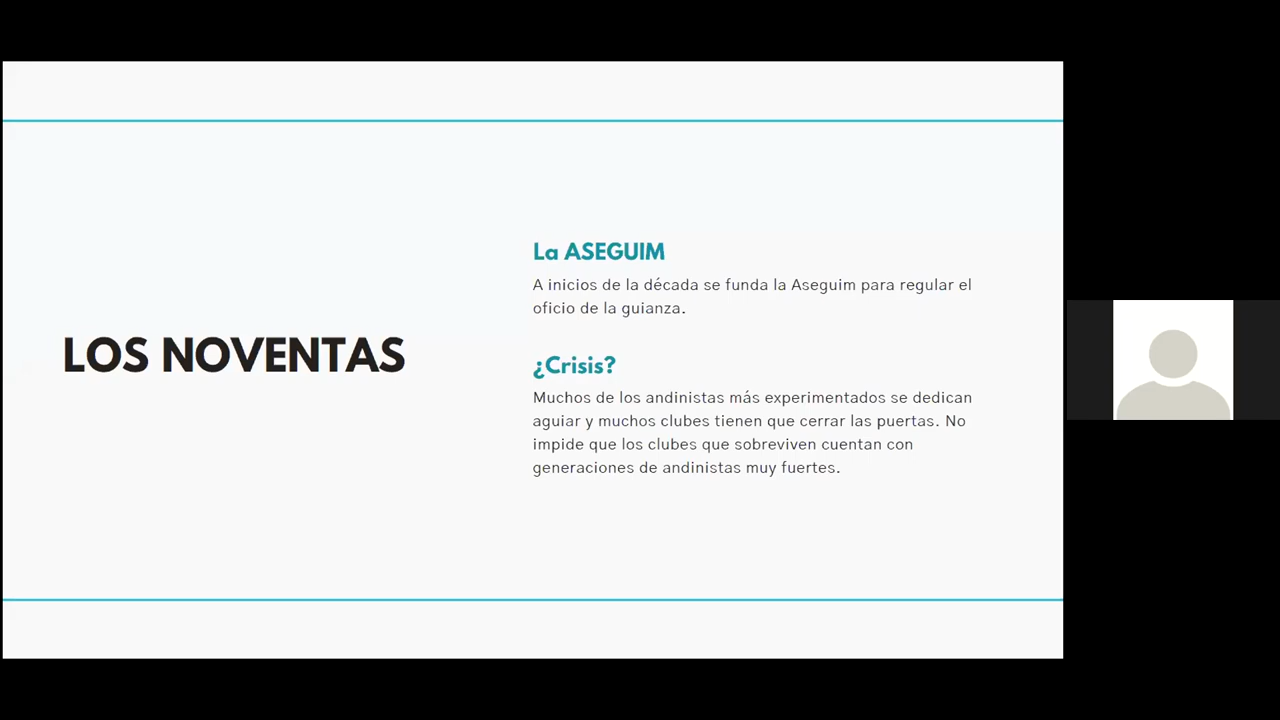 LOS NOVENTAS
La ASEGUIM
A inicios de la década se funda la Aseguim para regular el
oficio de la guianza.
¿Crisis?
Muchos de los andinistas más experimentados se dedican
aguiar y muchos clubes tienen que cerrar las puertas. No
impide que los clubes que sobreviven cuentan con
generaciones de andinistas muy fuertes.